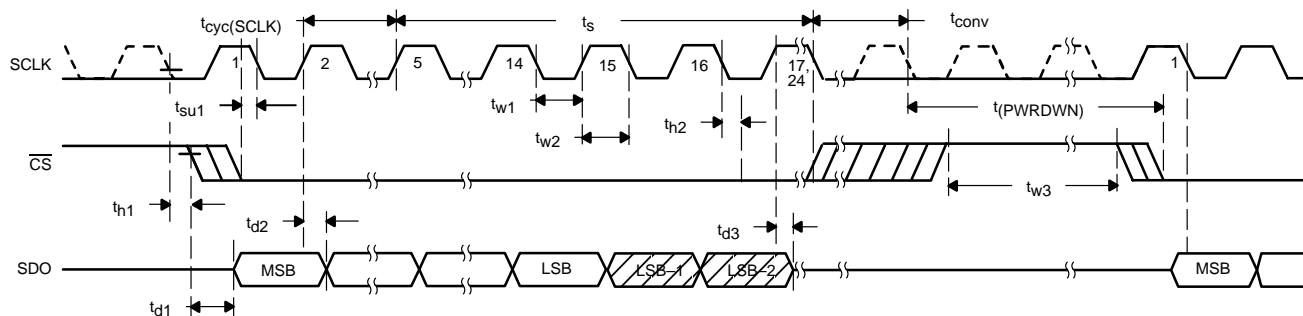 tcyc(SCLK) ts tconv
SCLK 1 2 5 14 15 16 17, 24 1
tsu1 tw1 th2 t(PWRDWN)
tw2
CS
th1 td2 td3 tw3
SDO MSB LSB LSB–1 LSB–2 MSB
td1